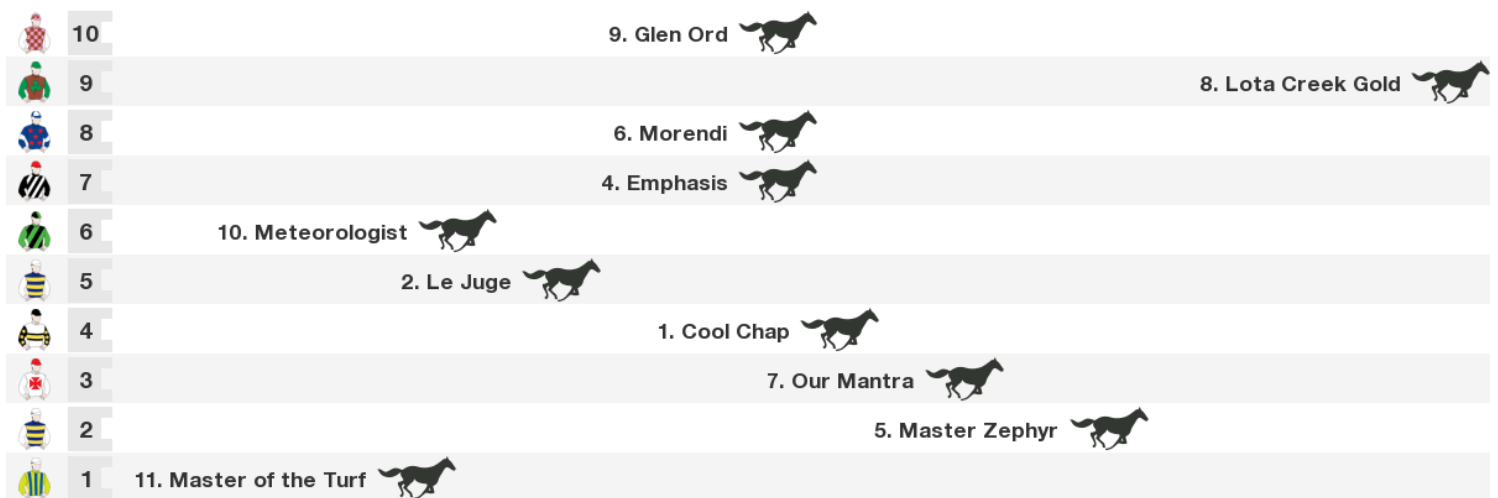 10 9. Glen Ord
9 8. Lota Creek Gold
8 6. Morendi
7 4. Emphasis
6 10. Meteorologist
5 2. Le Juge
4 1. Cool Chap
3 7. Our Mantra
2 5. Master Zephyr
1 11. Master of the Turf